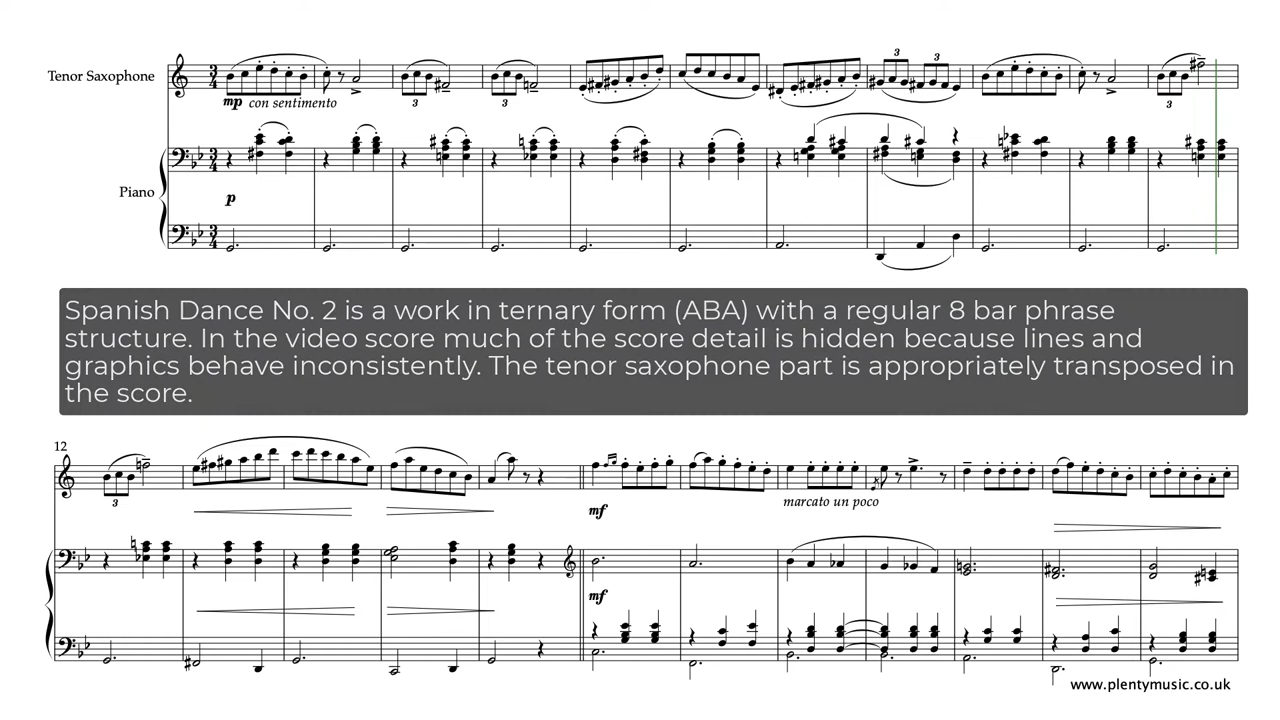 Tenor Saxophone
mp con sentimento
3
3
3
3
3
Piano
p
Spanish Dance No. 2 is a work in ternary form (ABA) with a regular 8 bar phrase
structure. In the video score much of the score detail is hidden because lines and
graphics behave inconsistently. The tenor saxophone part is appropriately transposed in
the score.
12
3
mf
marcato un poco
mf
www.plentymusic.co.uk